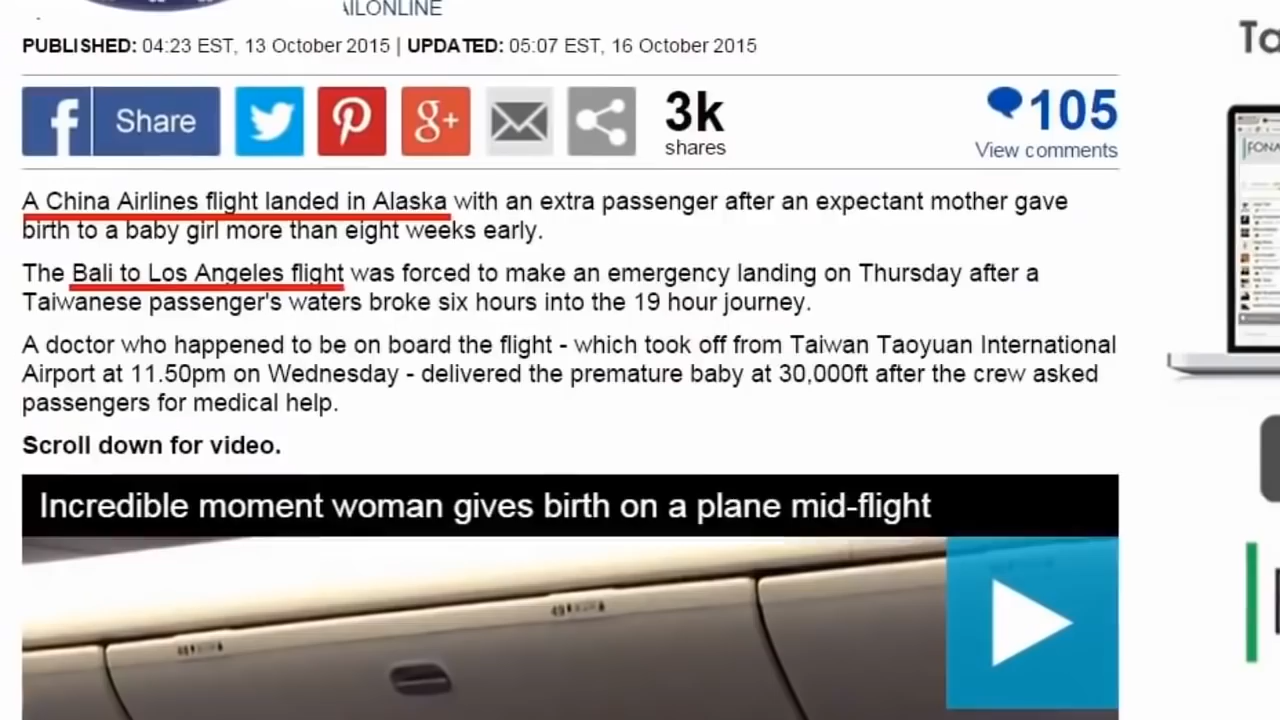 AILONLINE
PUBLISHED: 04:23 EST, 13 October 2015 | UPDATED: 05:07 EST, 16 October 2015
f Share
g+
3k
shares
105
View comments
A China Airlines flight landed in Alaska with an extra passenger after an expectant mother gave
birth to a baby girl more than eight weeks early.
The Bali to Los Angeles flight was forced to make an emergency landing on Thursday after a
Taiwanese passenger's waters broke six hours into the 19 hour journey.
A doctor who happened to be on board the flight - which took off from Taiwan Taoyuan International
Airport at 11.50pm on Wednesday - delivered the premature baby at 30,000ft after the crew asked
passengers for medical help.
Scroll down for video.
Incredible moment woman gives birth on a plane mid-flight
Ta
FONA